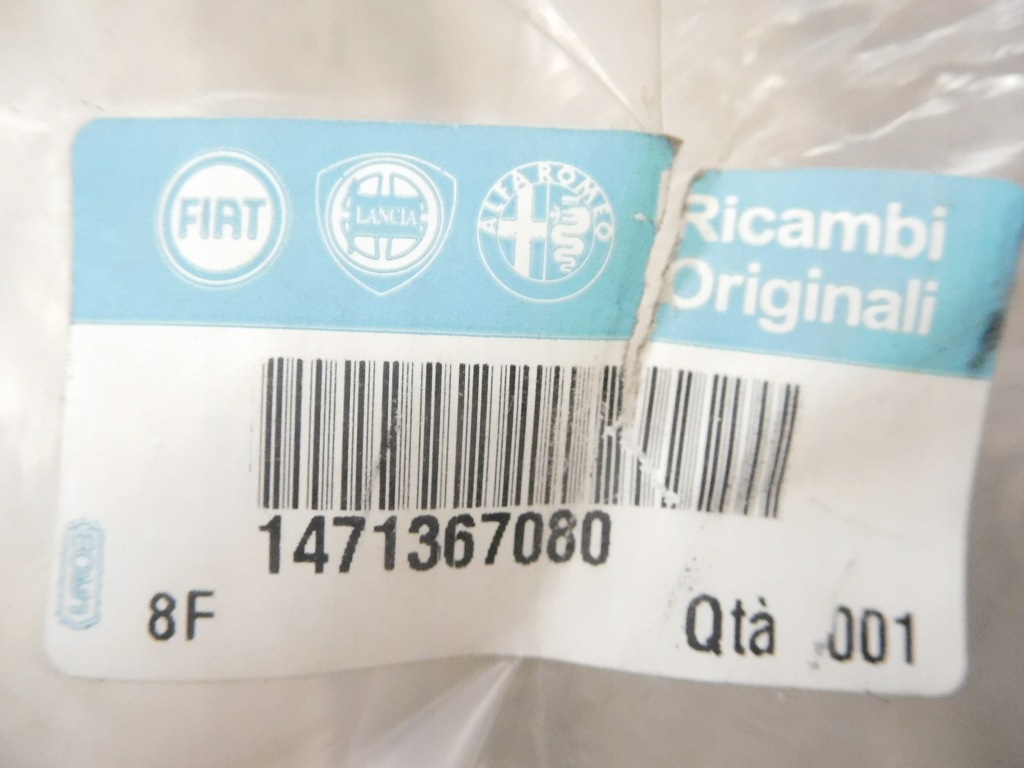 FIAT
LANCIA
ALFA ROMEO
Ricambi
Originali
1471367080
8F
Qtà 001